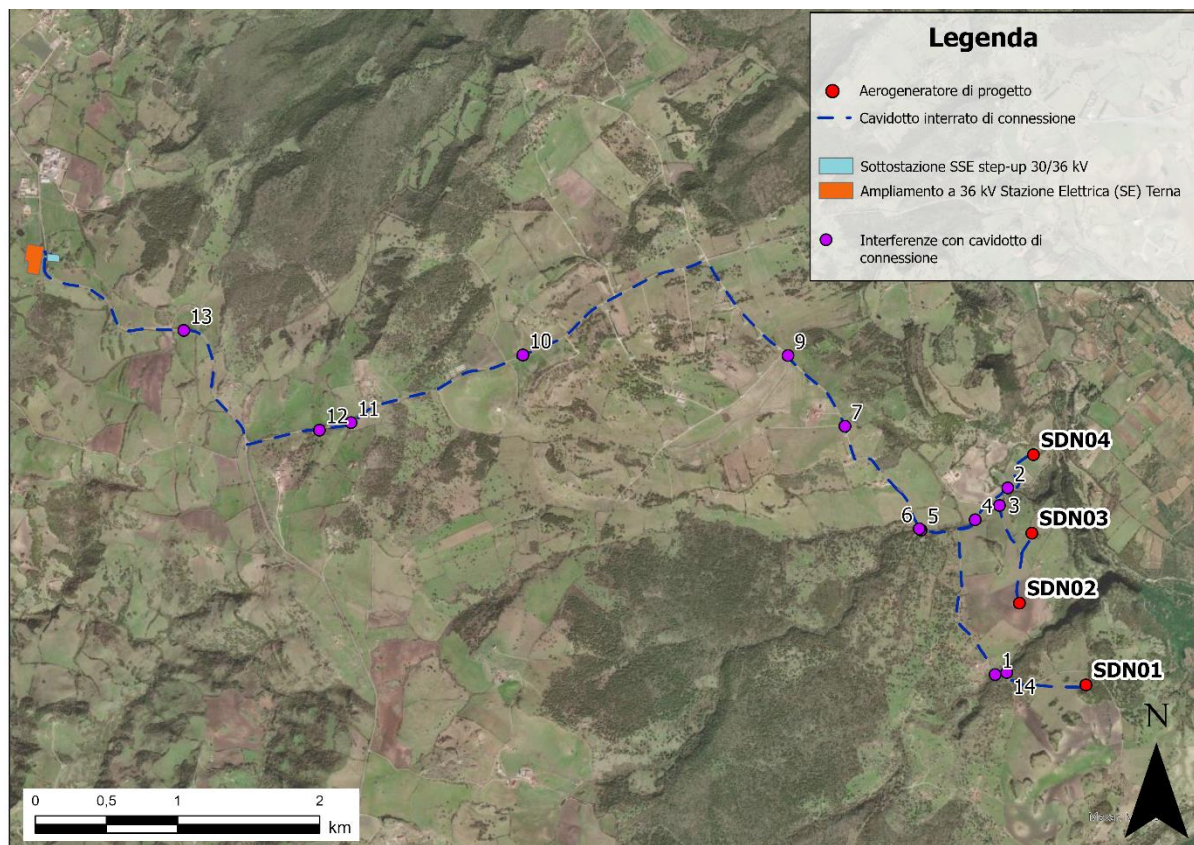 Legenda
Aerogeneratore di progetto
Cavidotto interrato di connessione
Sottostazione SSE step-up 30/36 kV
Ampliamento a 36 kV Stazione Elettrica (SE) Terna
Interferenze con cavidotto di
connessione
13
10
9
12 11
7
SDN04
2
6 5 4 3
SDN03
SDN02
1
14
SDN01
N
0 0,5 1 2
km